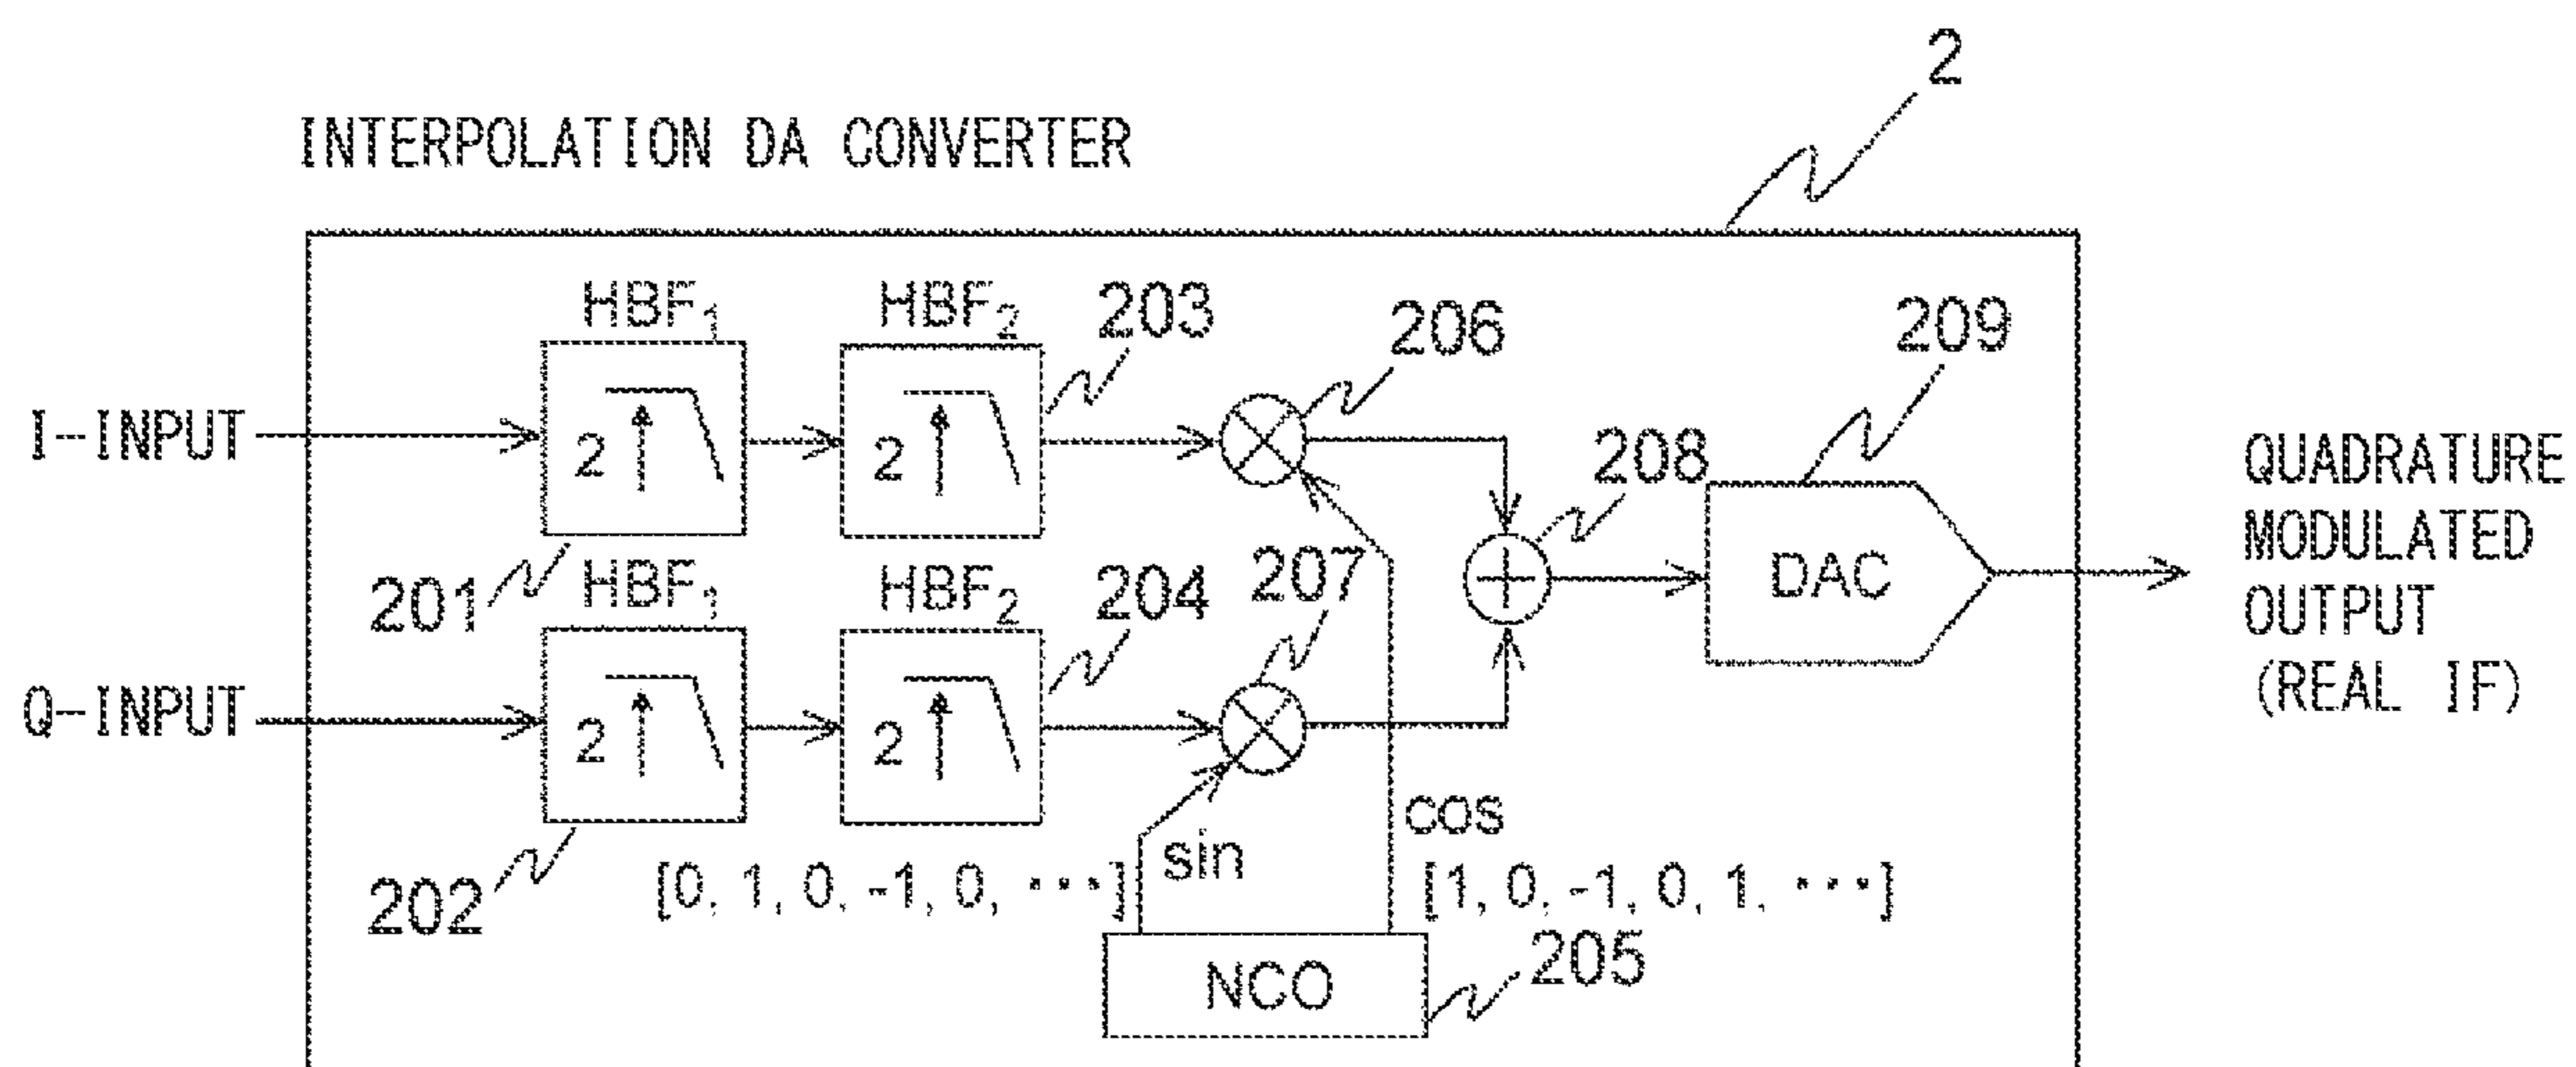 2
INTERPOLATION DA CONVERTER
HBF₁
HBF₂
203
206
209
I-INPUT
2
2
208
QUADRATURE
MODULATED
OUTPUT
(REAL IF)
DAC
201
HBF₁
HBF₂
204
207
Q-INPUT
2
2
cos
sin
202
[0, 1, 0, -1, 0, ···]
[1, 0, -1, 0, 1, ···]
NCO
205